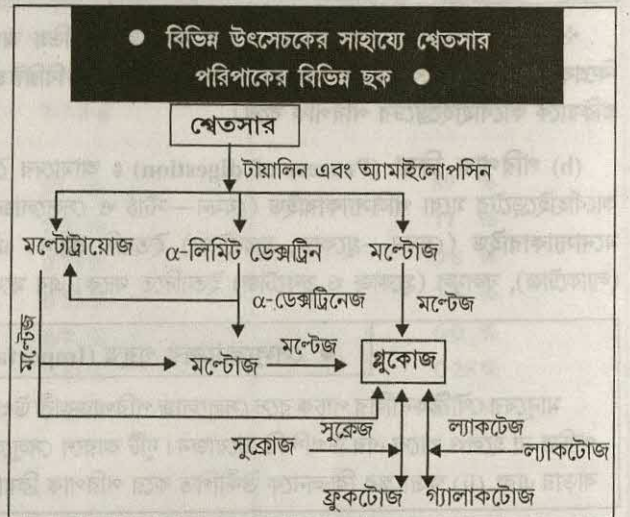 ● বিভিন্ন উৎসেচকের সাহায্যে শ্বেতসার
পরিপাকের বিভিন্ন ছক ●
শ্বেতসার
টায়ালিন এবং অ্যামাইলোপসিন
মল্টোট্রায়োজ α-লিমিট ডেক্সট্রিন মল্টোজ
α-ডেক্সট্রিনেজ মল্টেজ
মল্টেজ
মল্টোজ মল্টেজ গ্লুকোজ
সুক্রেজ ল্যাকটেজ
সুক্রোজ ল্যাকটোজ
ফ্রুকটোজ গ্যালাকটোজ